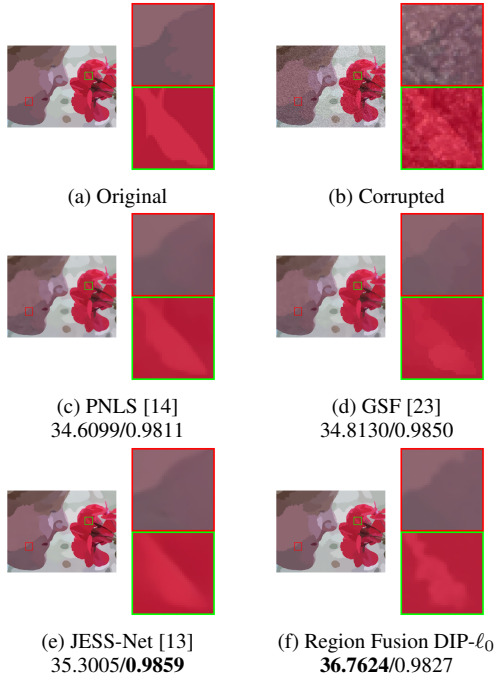 (a) Original
(b) Corrupted
(c) PNLS [14]
34.6099/0.9811
(d) GSF [23]
34.8130/0.9850
(e) JESS-Net [13]
35.3005/0.9859
(f) Region Fusion DIP-ℓ0
36.7624/0.9827